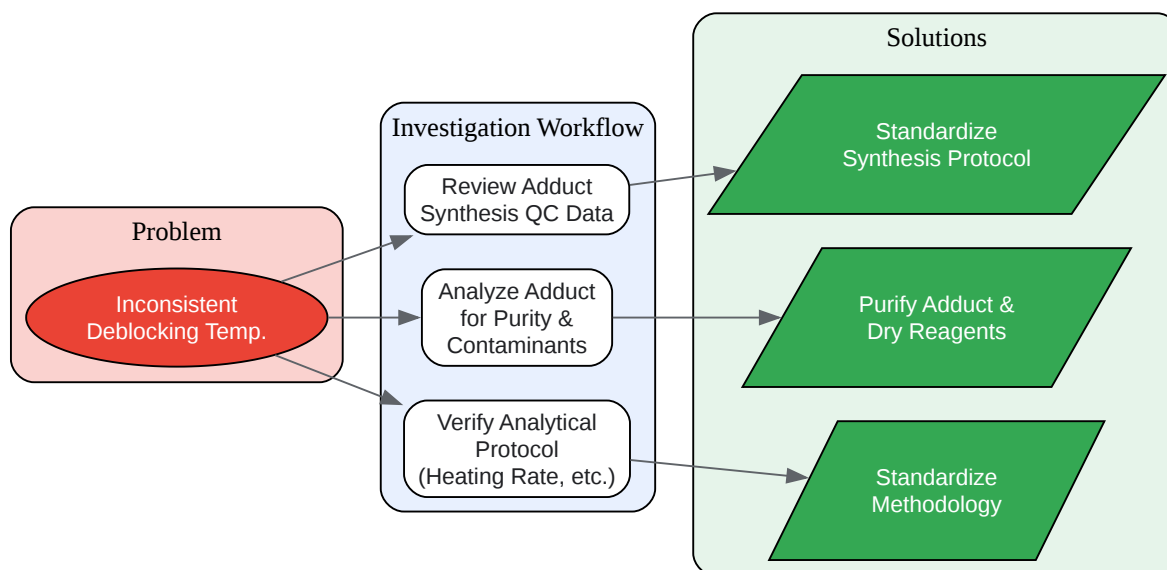 Problem
Inconsistent
Deblocking Temp.
Investigation Workflow
Review Adduct
Synthesis QC Data
Analyze Adduct
for Purity &
Contaminants
Verify Analytical
Protocol
(Heating Rate, etc.)
Solutions
Standardize
Synthesis Protocol
Purify Adduct &
Dry Reagents
Standardize
Methodology